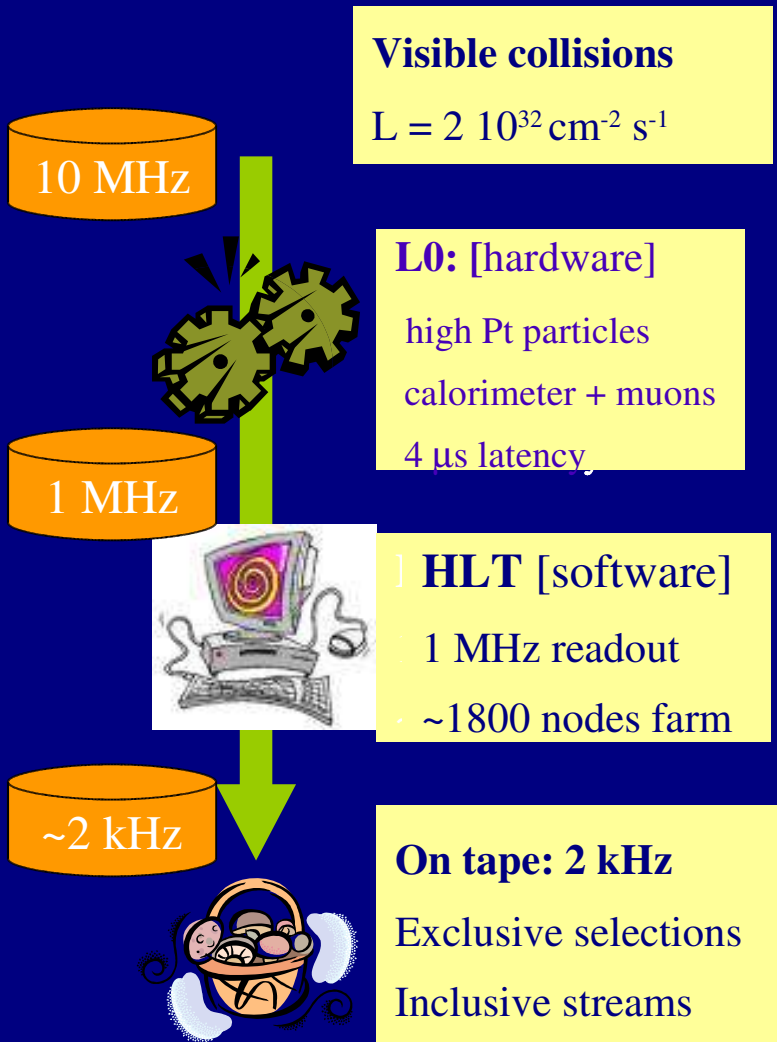 Visible collisions
L = 2 10³² cm⁻² s⁻¹
10 MHz
L0: [hardware]
high Pt particles
calorimeter + muons
4 µs latency
1 MHz
HLT [software]
1 MHz readout
~1800 nodes farm
~2 kHz
On tape: 2 kHz
Exclusive selections
Inclusive streams